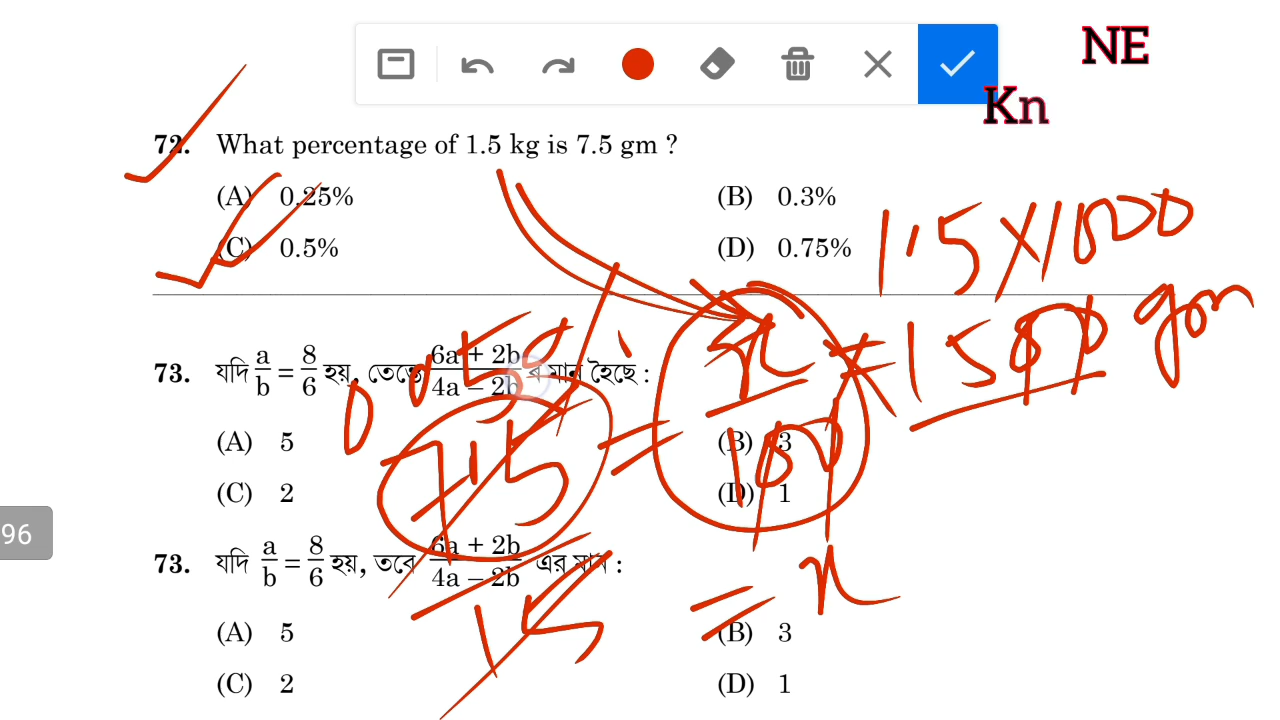 NE
Kn
72. What percentage of 1.5 kg is 7.5 gm ?
(A) 0.25% (B) 0.3%
(C) 0.5% (D) 0.75%
1.5 × 1000
= 1500 gm
73. যদি a/b = 8/6 হয়, তেন্তে (6a + 2b)/(4a – 2b) ৰ মান হৈছে :
(A) 5 (B) 3
(C) 2 (D) 1
7.5 = x/100
96
73. যদি a/b = 8/6 হয়, তবে (6a + 2b)/(4a – 2b) এর মান :
15 = x
(A) 5 (B) 3
(C) 2 (D) 1